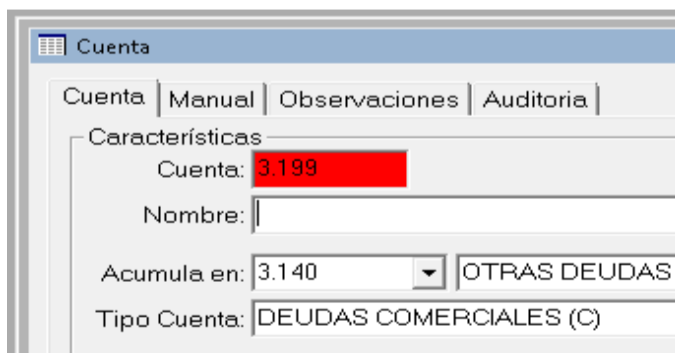 Cuenta
Cuenta Manual Observaciones Auditoria
Características
Cuenta: 3.199
Nombre:
Acumula en: 3.140 OTRAS DEUDAS
Tipo Cuenta: DEUDAS COMERCIALES (C)